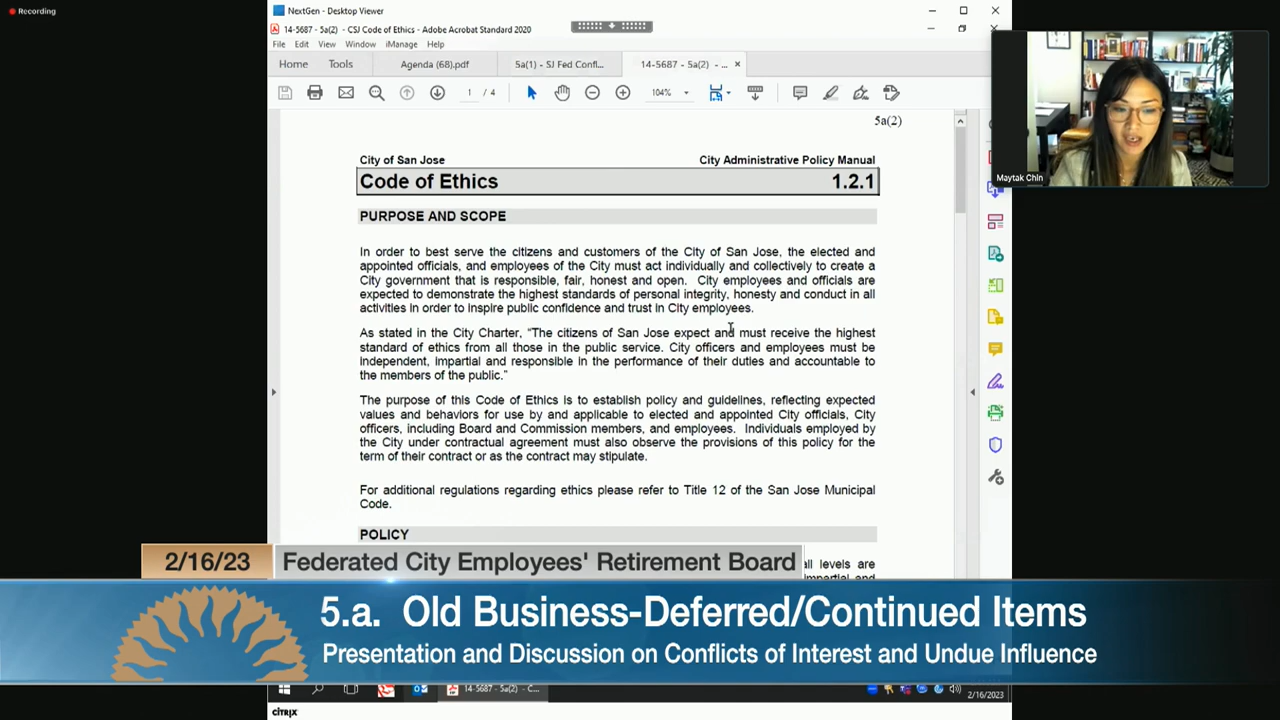 Recording
NextGen - Desktop Viewer
14-5687 - 5a(2) - CSJ Code of Ethics - Adobe Acrobat Standard 2020
File Edit View Window iManage Help
Home Tools Agenda (68).pdf 5a(1) - SJ Fed Confl... 14-5687 - 5a(2) - ... ×
1 / 4 104%
Maytak Chin
5a(2)
City of San Jose City Administrative Policy Manual
Code of Ethics 1.2.1
PURPOSE AND SCOPE
In order to best serve the citizens and customers of the City of San Jose, the elected and
appointed officials, and employees of the City must act individually and collectively to create a
City government that is responsible, fair, honest and open. City employees and officials are
expected to demonstrate the highest standards of personal integrity, honesty and conduct in all
activities in order to inspire public confidence and trust in City employees.
As stated in the City Charter, “The citizens of San Jose expect and must receive the highest
standard of ethics from all those in the public service. City officers and employees must be
independent, impartial and responsible in the performance of their duties and accountable to
the members of the public.”
The purpose of this Code of Ethics is to establish policy and guidelines, reflecting expected
values and behaviors for use by and applicable to elected and appointed City officials, City
officers, including Board and Commission members, and employees. Individuals employed by
the City under contractual agreement must also observe the provisions of this policy for the
term of their contract or as the contract may stipulate.
For additional regulations regarding ethics please refer to Title 12 of the San Jose Municipal
Code.
POLICY
all levels are
2/16/23 Federated City Employees' Retirement Board
5.a. Old Business-Deferred/Continued Items
Presentation and Discussion on Conflicts of Interest and Undue Influence
14-5687 - 5a(2) - C...
2/16/2023
CITRIX